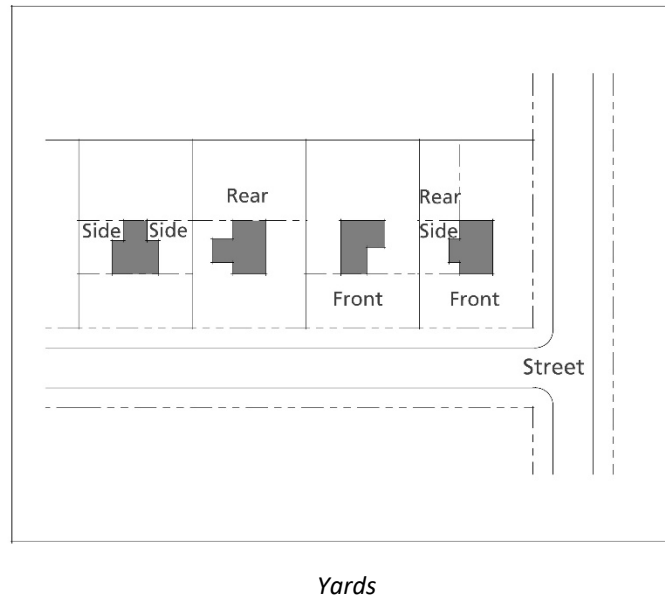 Rear
Rear
Side Side
Side
Front
Front
Street
Yards